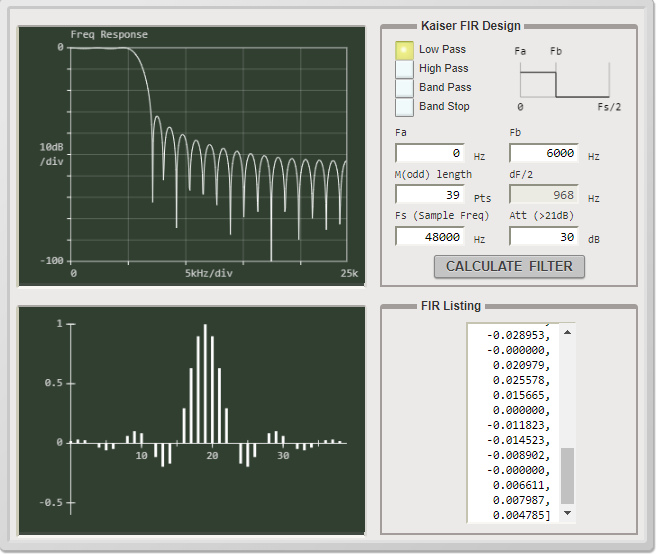 Freq Response
0
10dB
/div
-100
0 5kHz/div 25k
Kaiser FIR Design
Low Pass
High Pass
Band Pass
Band Stop
Fa Fb
0 Fs/2
Fa Fb
0 Hz 6000 Hz
M(odd) length dF/2
39 Pts 968 Hz
Fs (Sample Freq) Att (>21dB)
48000 Hz 30 dB
CALCULATE FILTER
1
0.5
0
10 20 30
-0.5
FIR Listing
-0.028953,
-0.000000,
0.020979,
0.025578,
0.015665,
0.000000,
-0.011823,
-0.014523,
-0.008902,
-0.000000,
0.006611,
0.007987,
0.004785]